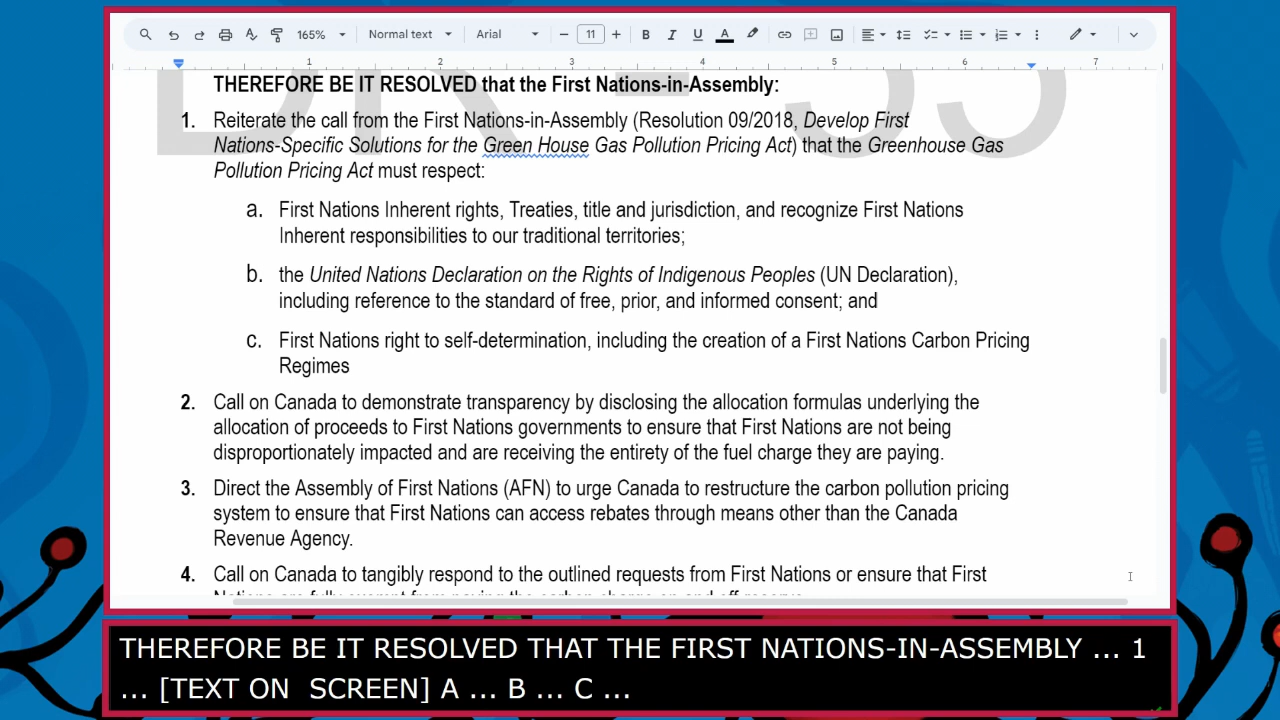 165%
Normal text
Arial
11
B
I
U
A
1
2
3
4
5
6
7
THEREFORE BE IT RESOLVED that the First Nations-in-Assembly:
1. Reiterate the call from the First Nations-in-Assembly (Resolution 09/2018, Develop First
Nations-Specific Solutions for the Green House Gas Pollution Pricing Act) that the Greenhouse Gas
Pollution Pricing Act must respect:
a. First Nations Inherent rights, Treaties, title and jurisdiction, and recognize First Nations
Inherent responsibilities to our traditional territories;
b. the United Nations Declaration on the Rights of Indigenous Peoples (UN Declaration),
including reference to the standard of free, prior, and informed consent; and
c. First Nations right to self-determination, including the creation of a First Nations Carbon Pricing
Regimes
2. Call on Canada to demonstrate transparency by disclosing the allocation formulas underlying the
allocation of proceeds to First Nations governments to ensure that First Nations are not being
disproportionately impacted and are receiving the entirety of the fuel charge they are paying.
3. Direct the Assembly of First Nations (AFN) to urge Canada to restructure the carbon pollution pricing
system to ensure that First Nations can access rebates through means other than the Canada
Revenue Agency.
4. Call on Canada to tangibly respond to the outlined requests from First Nations or ensure that First
THEREFORE BE IT RESOLVED THAT THE FIRST NATIONS-IN-ASSEMBLY ... 1
... [TEXT ON SCREEN] A ... B ... C ...